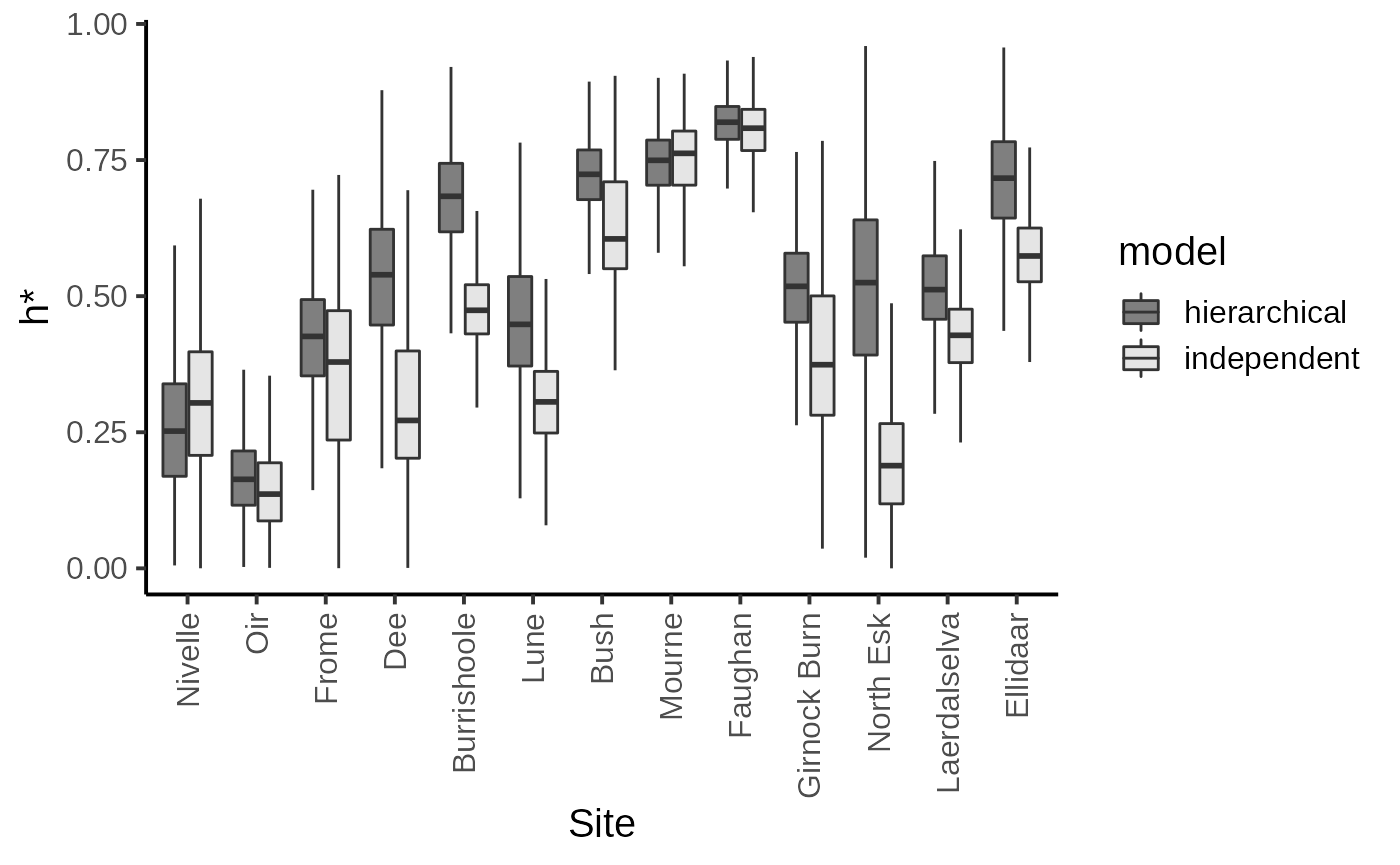 1.00
0.75
0.50
0.25
0.00
h*
Nivelle
Oir
Frome
Dee
Burrishoole
Lune
Bush
Mourne
Faughan
Girnock Burn
North Esk
Laerdalselva
Ellidaar
Site
model
hierarchical
independent